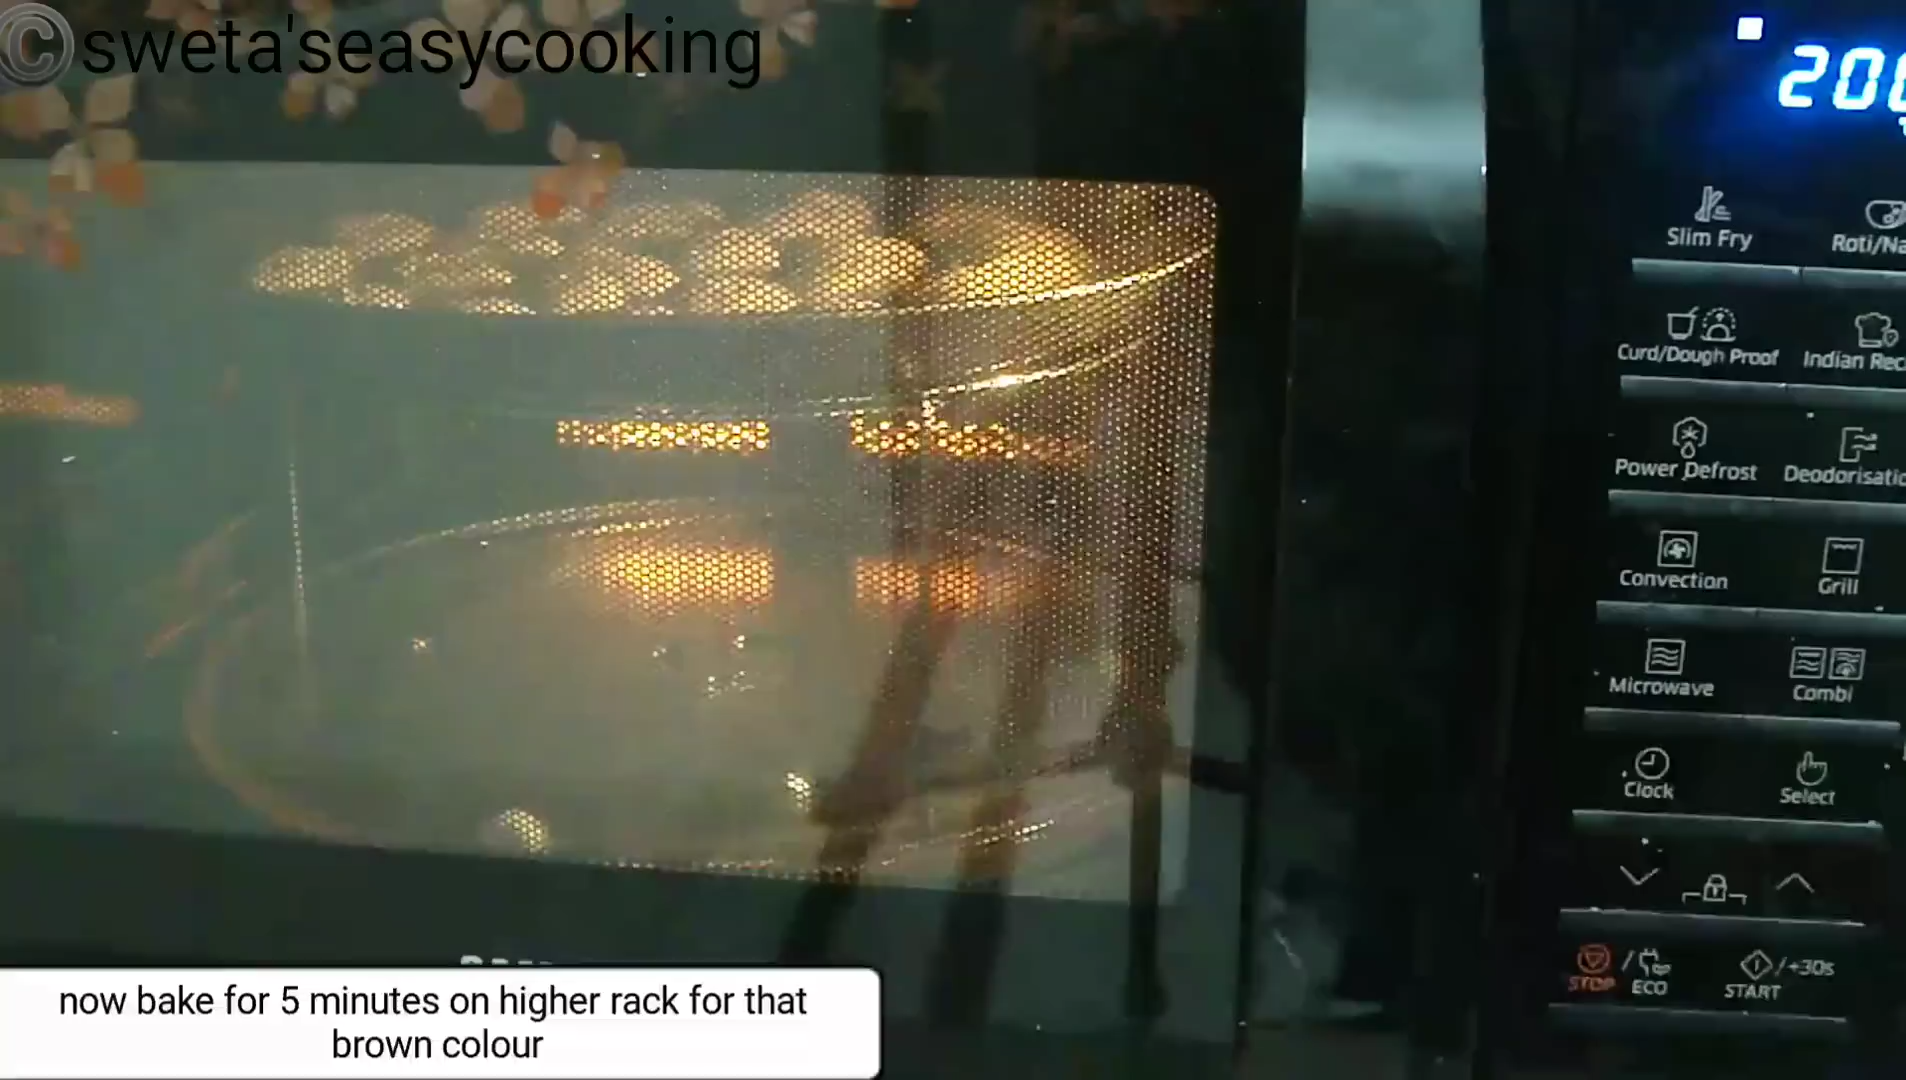 ©sweta'seasycooking
Slim Fry
Curd/Dough Proof
Indian
Power Defrost
Convection
Grill
Microwave
Combi
Clock
Select
STOP
/
ECO
/+30s
START
now bake for 5 minutes on higher rack for that
brown colour